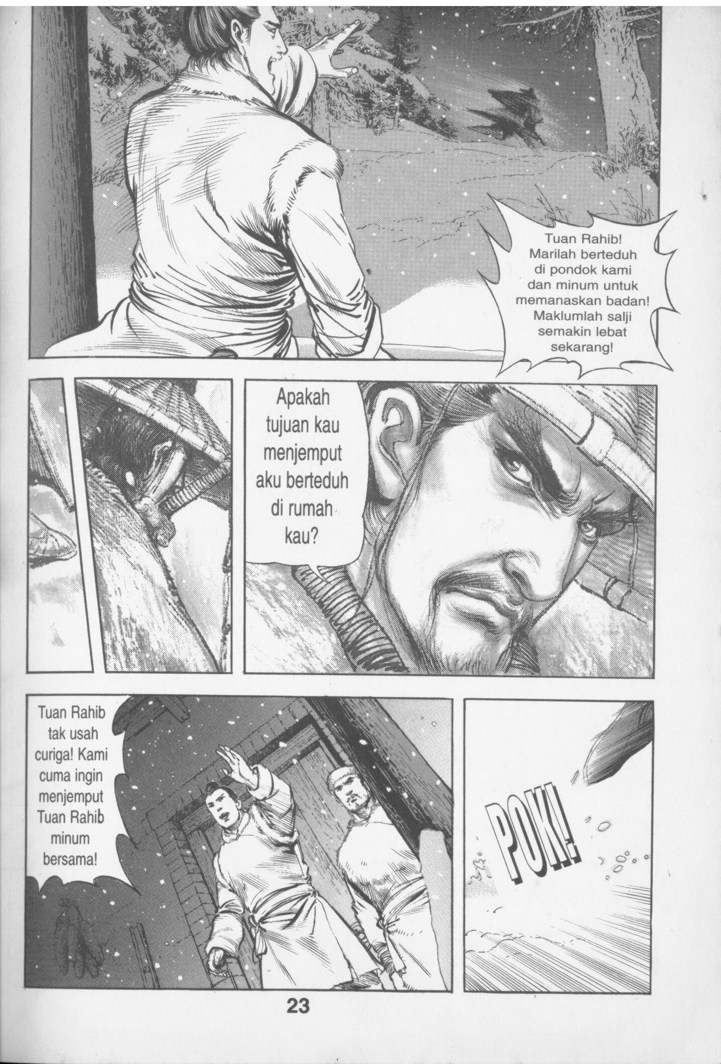 Tuan Rahib!
Marilah berteduh
di pondok kami
dan minum untuk
memanaskan badan!
Maklumlah salji
semakin lebat
sekarang!
Apakah
tujuan kau
menjemput
aku berteduh
di rumah
kau?
Tuan Rahib
tak usah
curiga! Kami
cuma ingin
menjemput
Tuan Rahib
minum
bersama!
POK!
23